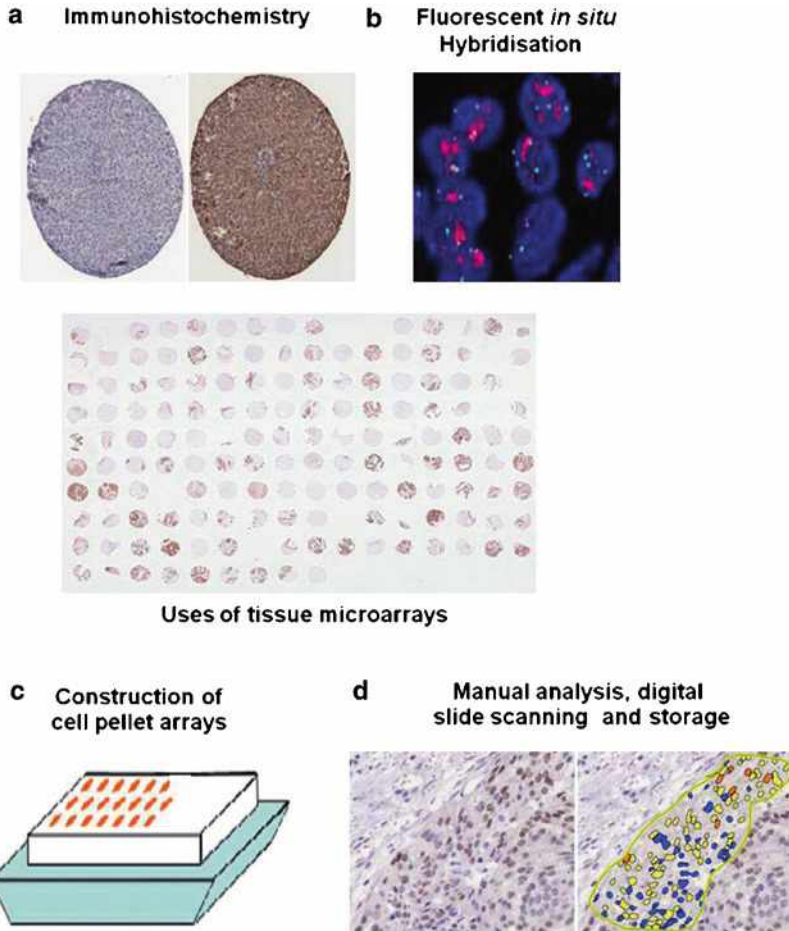 a Immunohistochemistry
b Fluorescent in situ
Hybridisation
Uses of tissue microarrays
c Construction of
cell pellet arrays
d Manual analysis, digital
slide scanning and storage